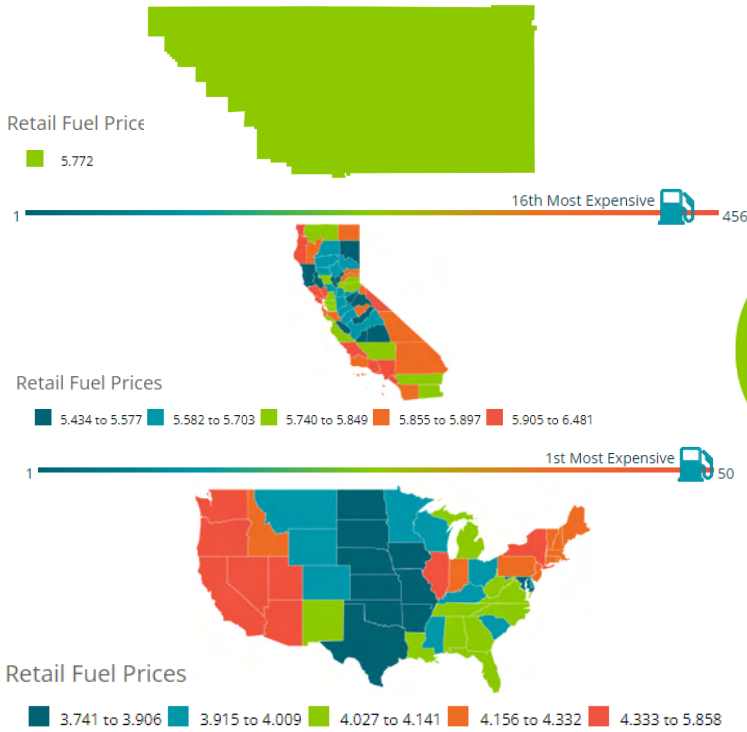 Retail Fuel Price
5.772
16th Most Expensive
1
456
Retail Fuel Prices
5.434 to 5.577 5.582 to 5.703 5.740 to 5.849 5.855 to 5.897 5.905 to 6.481
1st Most Expensive
1
50
Retail Fuel Prices
3.741 to 3.906 3.915 to 4.009 4.027 to 4.141 4.156 to 4.332 4.333 to 5.858